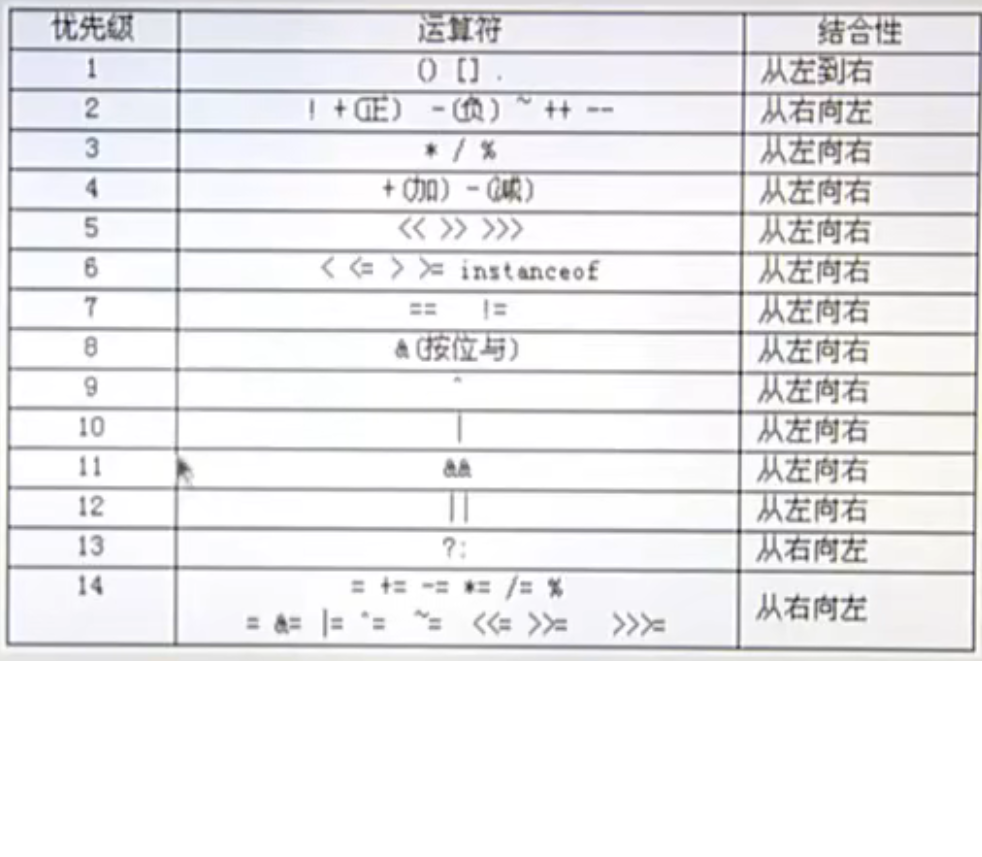 优先级 运算符 结合性
1 () [] . 从左到右
2 ! +(正) -(负) ~ ++ -- 从右向左
3 * / % 从左向右
4 +(加) -(减) 从左向右
5 << >> >>> 从左向右
6 < <= > >= instanceof 从左向右
7 == != 从左向右
8 &(按位与) 从左向右
9 ^ 从左向右
10 | 从左向右
11 && 从左向右
12 || 从左向右
13 ?: 从右向左
14 = += -= *= /= % 从右向左
= &= |= ^= ~= <<= >>= >>>=